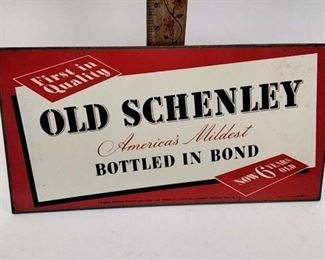 First in
Quality
OLD SCHENLEY
America's Mildest
BOTTLED IN BOND
NOW 6 YEARS
OLD